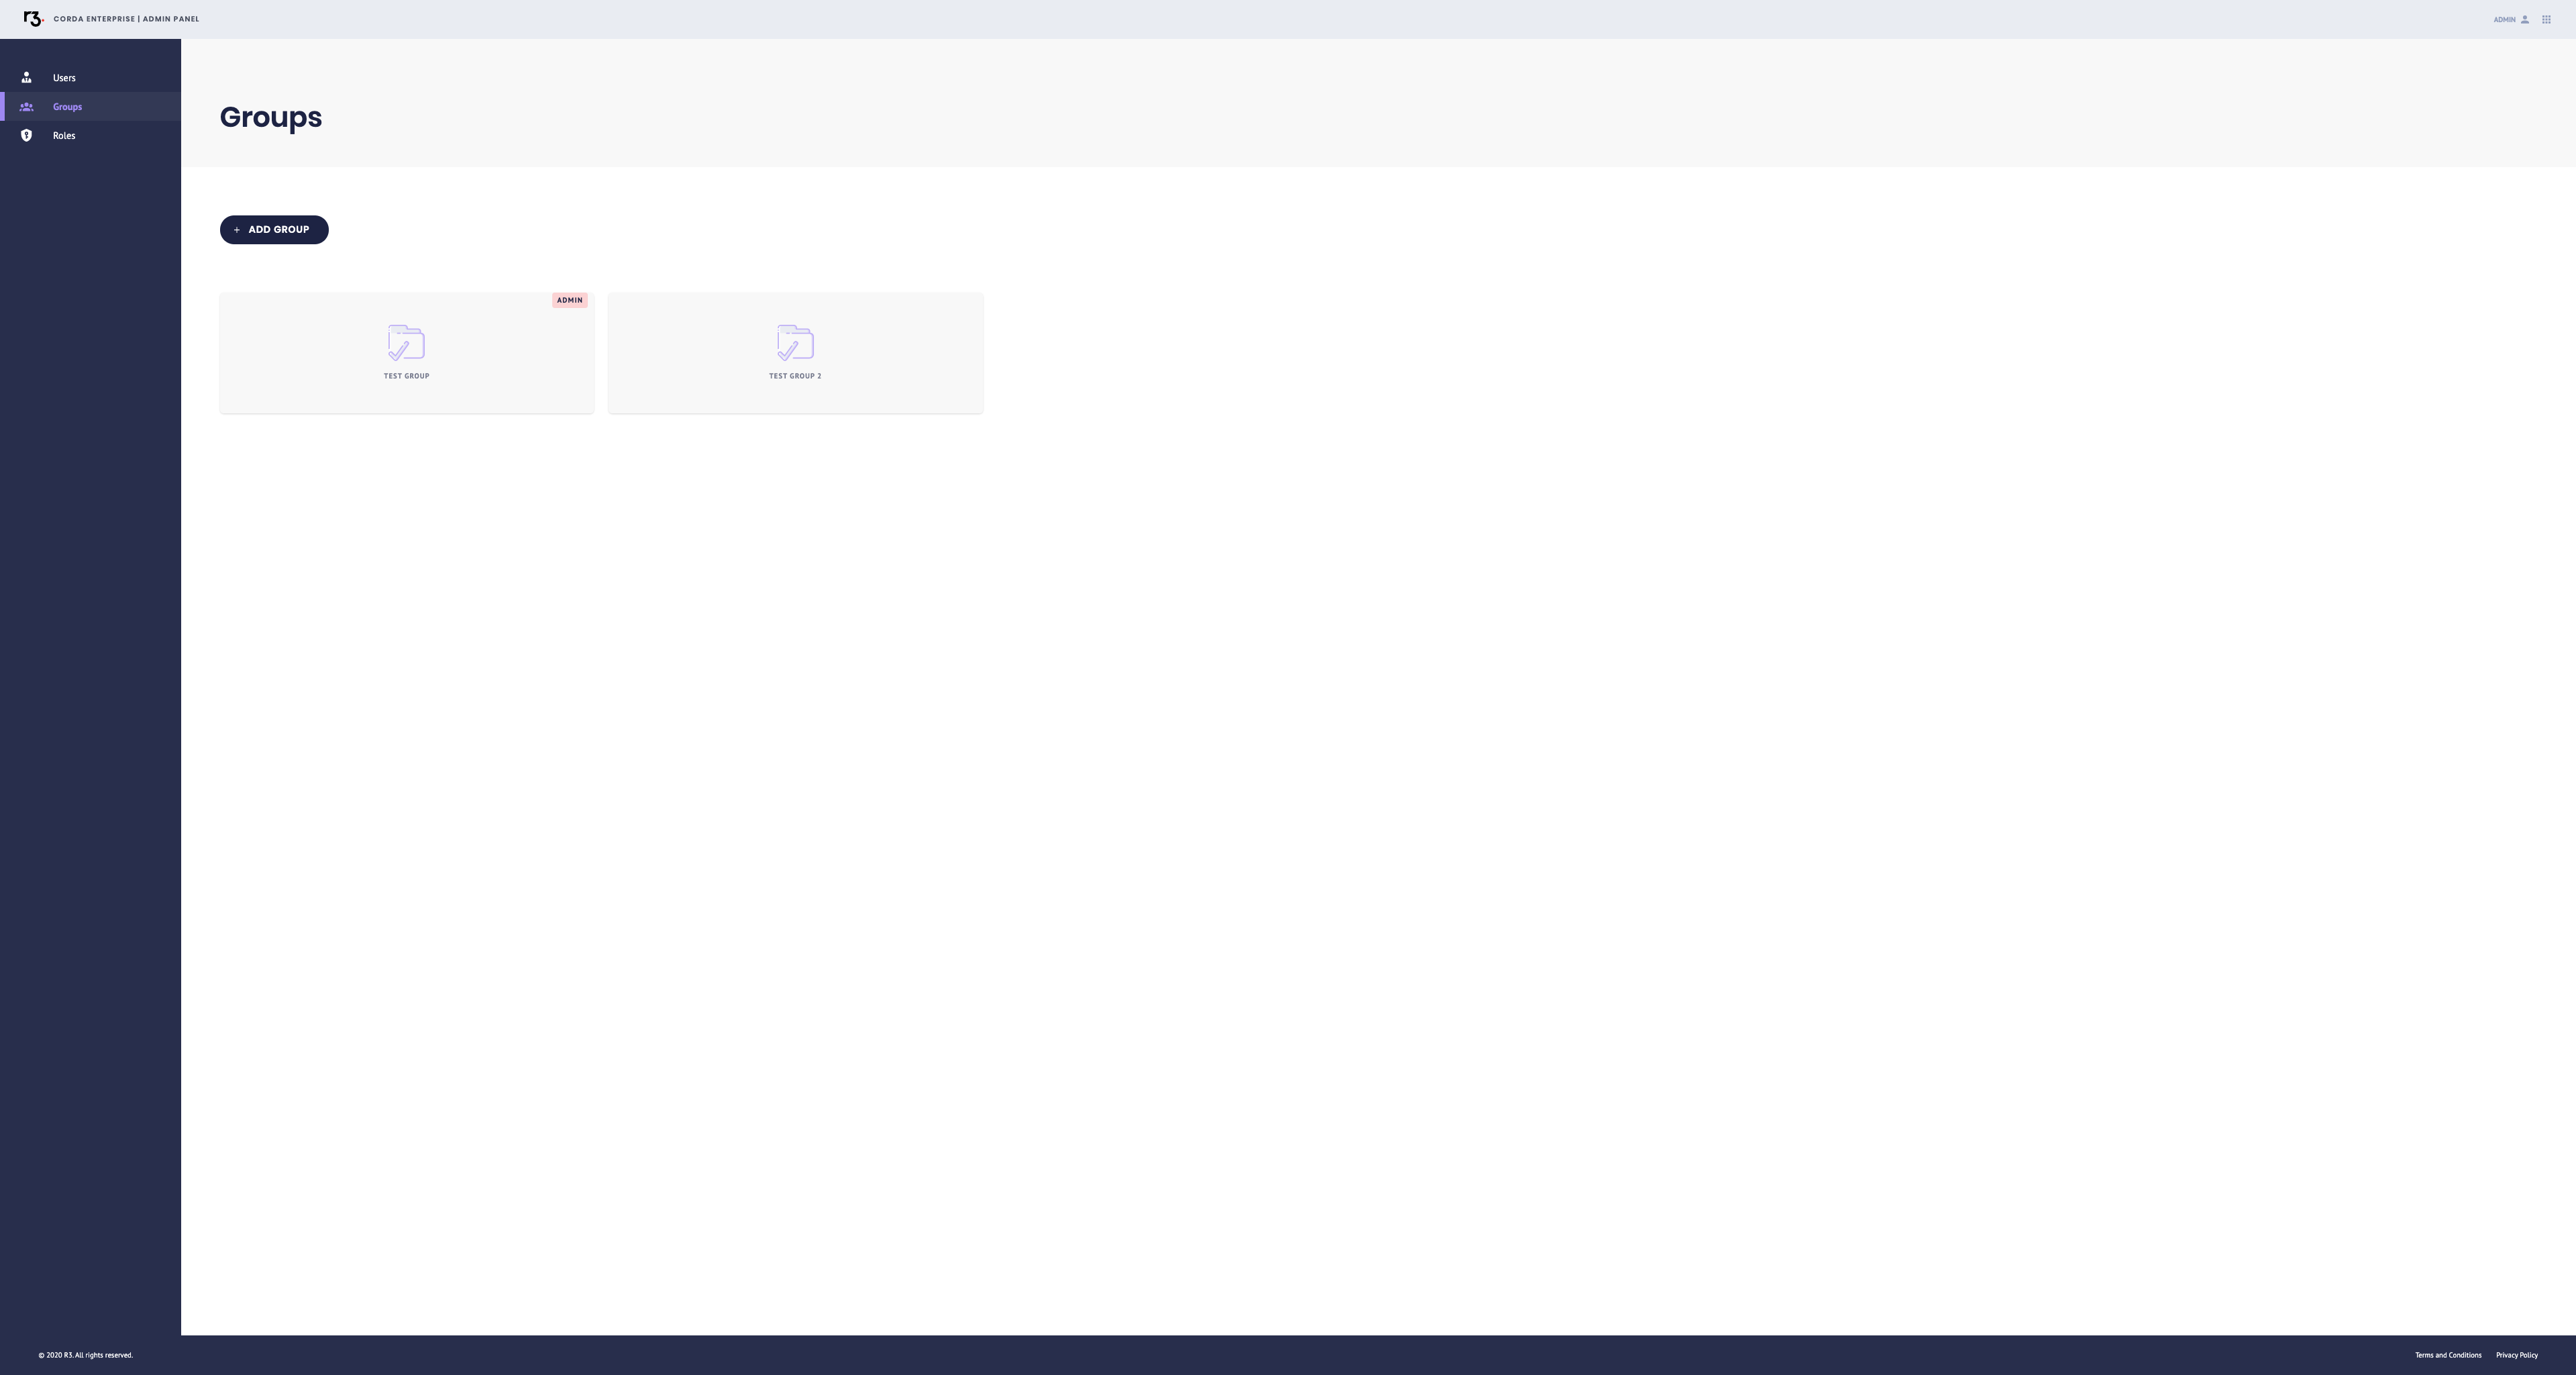 r3.
CORDA ENTERPRISE | ADMIN PANEL
ADMIN
Users
Groups
Roles
Groups
+ ADD GROUP
ADMIN
TEST GROUP
TEST GROUP 2
© 2020 R3. All rights reserved.
Terms and Conditions
Privacy Policy